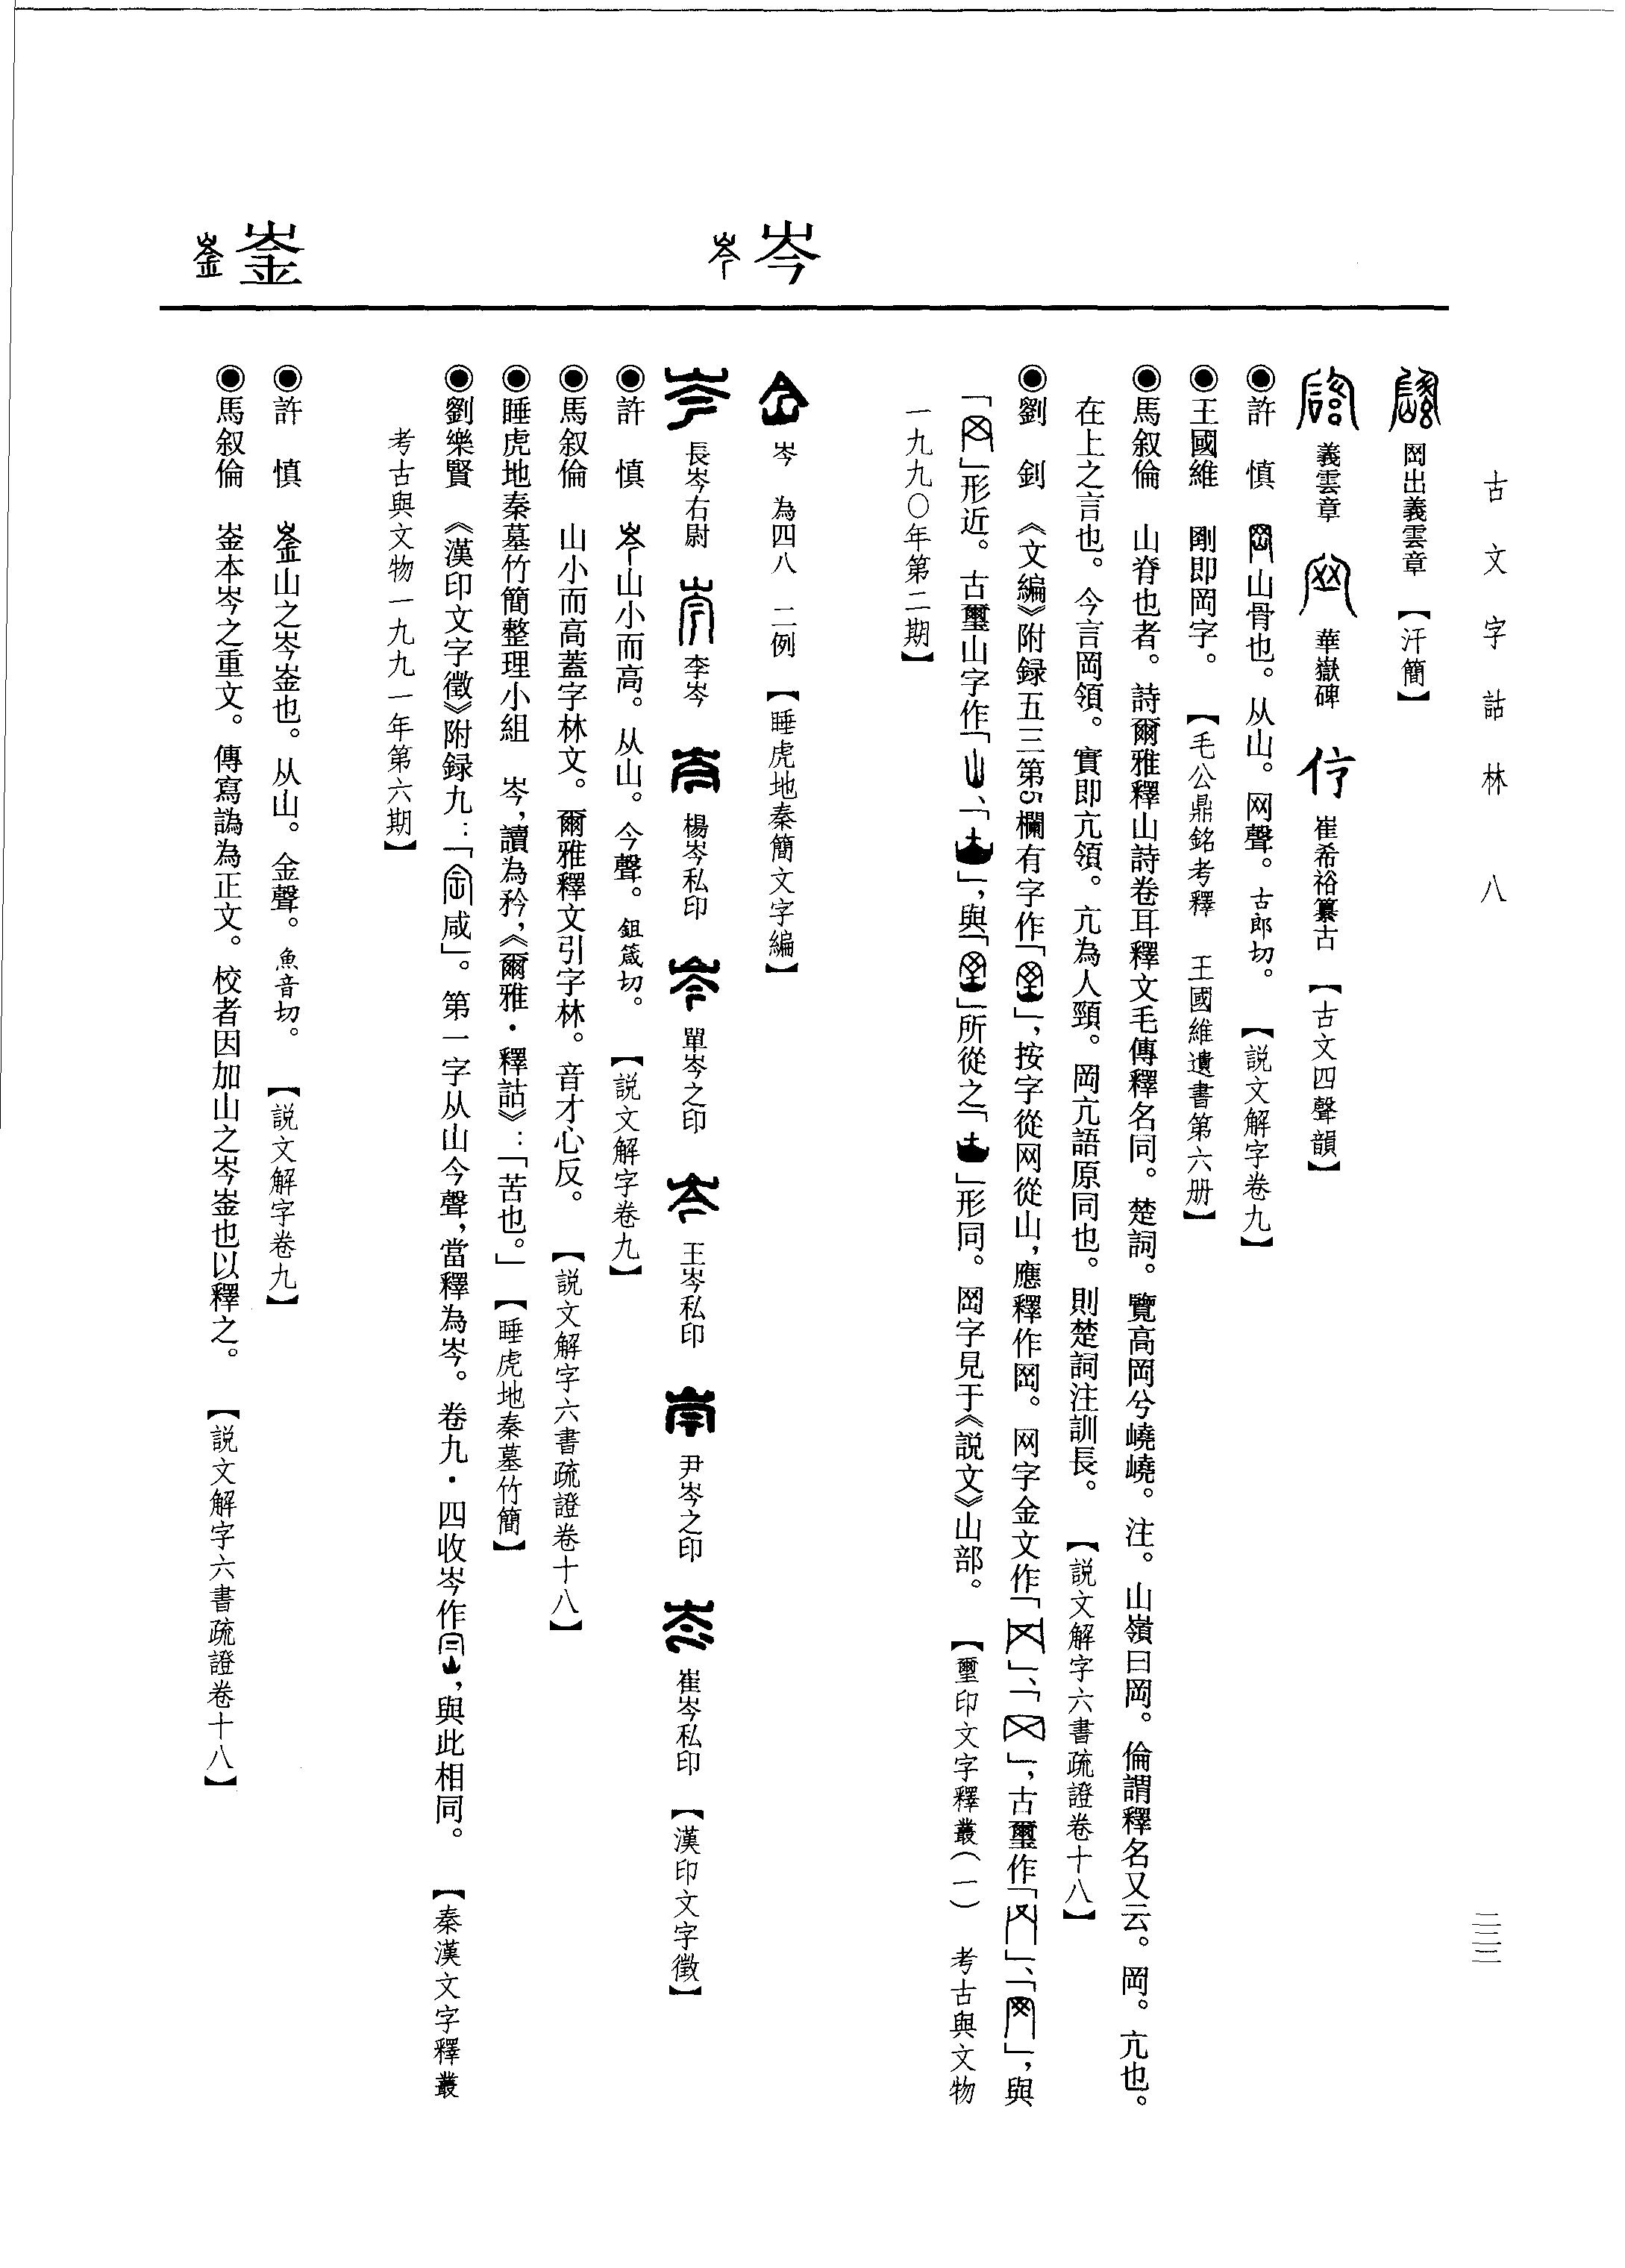 古文字詁林 八
二三二
岡出義雲章 【汗簡】
義雲章 華嶽碑 崔希裕纂古 【古文四聲韻】
◉許 慎 山骨也。从山。网聲。古郎切。 【説文解字卷九】
◉王國維 剛即岡字。 【毛公鼎銘考釋 王國維遺書第六册】
◉馬叙倫 山脊也者。詩爾雅釋山詩卷耳釋文毛傳釋名同。楚詞。覽高岡兮嶢嶢。注。山嶺曰岡。倫謂釋名又云。岡。亢也。
在上之言也。今言岡領。實即亢領。亢為人頸。岡亢語原同也。則楚詞注訓長。 【説文解字六書疏證卷十八】
◉劉 釗 《文編》附録五三第5欄有字作「」，按字從网從山，應釋作岡。网字金文作「」、「」，古璽作「」、「」，與
「」形近。古璽山字作「」、「」，與「」所從之「」形同。岡字見于《説文》山部。 【璽印文字釋叢（一） 考古與文物
一九九〇年第二期】
岑
岑 為四八 二例 【睡虎地秦簡文字編】
長岑右尉 李岑 楊岑私印 單岑之印 王岑私印 尹岑之印 崔岑私印 【漢印文字徵】
◉許 慎 山小而高。从山。今聲。鉏箴切。 【説文解字卷九】
◉馬叙倫 山小而高蓋字林文。爾雅釋文引字林。音才心反。 【説文解字六書疏證卷十八】
◉睡虎地秦墓竹簡整理小組 岑，讀為矜，《爾雅·釋詁》：「苦也。」【睡虎地秦墓竹簡】
◉劉樂賢 《漢印文字徵》附録九：「咸」。第一字从山今聲，當釋為岑。卷九·四收岑作，與此相同。 【秦漢文字釋叢
考古與文物一九九一年第六期】
崟
◉許 慎 山之岑崟也。从山。金聲。魚音切。 【説文解字卷九】
◉馬叙倫 崟本岑之重文。傳寫譌為正文。校者因加山之岑崟也以釋之。 【説文解字六書疏證卷十八】